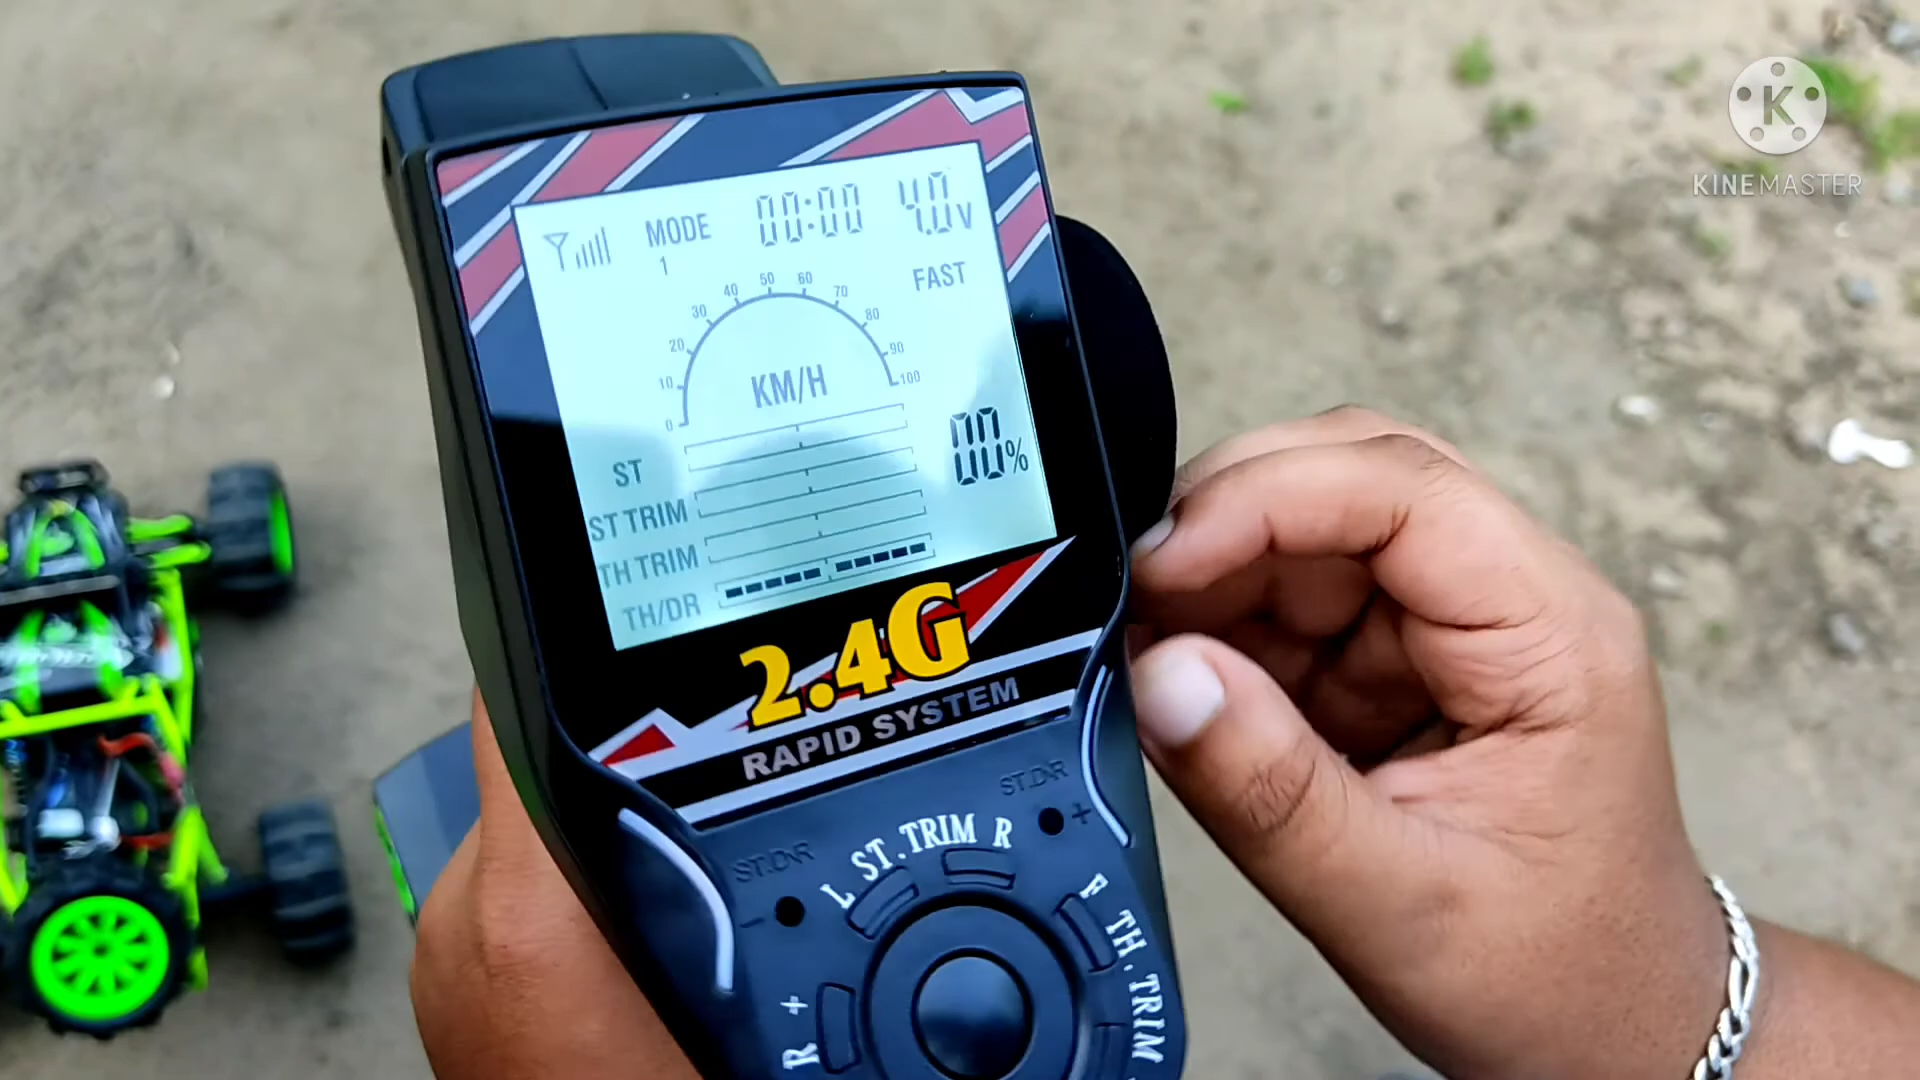 KINEMASTER
MODE 00:00 4.0V
1
FAST
0 10 20 30 40 50 60 70 80 90 100
KM/H
00%
ST
ST TRIM
TH TRIM
TH/DR
2.4G
RAPID SYSTEM
ST.D\R
ST.D\R
L ST.TRIM R
- +
F TH.TRIM
R +